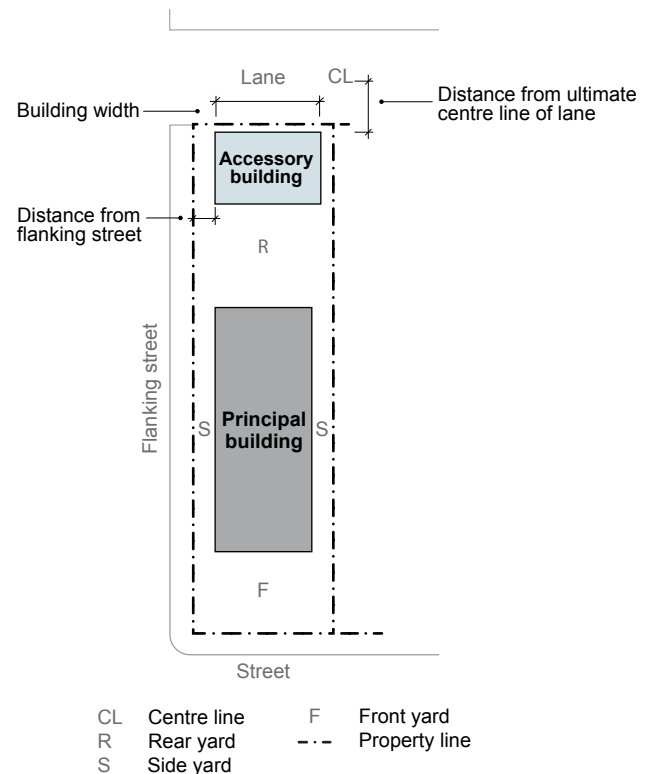 Lane
CL
Building width
Distance from ultimate
centre line of lane
Accessory
building
Distance from
flanking street
R
Flanking street
S
Principal
building
S
F
Street
CL Centre line
R Rear yard
S Side yard
F Front yard
Property line